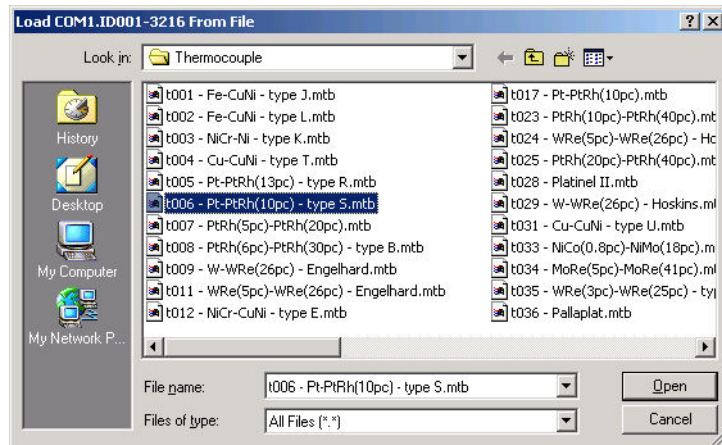 Load COM1.ID001-3216 From File
Look in:
Thermocouple
History
Desktop
My Computer
My Network P...
t001 - Fe-CuNi - type J.mtb
t002 - Fe-CuNi - type L.mtb
t003 - NiCr-Ni - type K.mtb
t004 - Cu-CuNi - type T.mtb
t005 - Pt-PtRh(13pc) - type R.mtb
t006 - Pt-PtRh(10pc) - type S.mtb
t007 - PtRh(5pc)-PtRh(20pc).mtb
t008 - PtRh(6pc)-PtRh(30pc) - type B.mtb
t009 - W-WRe(26pc) - Engelhard.mtb
t011 - WRe(5pc)-WRe(26pc) - Engelhard.mtb
t012 - NiCr-CuNi - type E.mtb
t017 - Pt-PtRh(10pc).mtb
t023 - PtRh(10pc)-PtRh(40pc).mt
t024 - WRe(5pc)-WRe(26pc) - Ho
t025 - PtRh(20pc)-PtRh(40pc).mt
t028 - Platinel II.mtb
t029 - W-WRe(26pc) - Hoskins.ml
t031 - Cu-CuNi - type U.mtb
t033 - NiCo(0.8pc)-NiMo(18pc).m
t034 - MoRe(5pc)-MoRe(41pc).ml
t035 - WRe(3pc)-WRe(25pc) - ty
t036 - Pallaplat.mtb
File name:
t006 - Pt-PtRh(10pc) - type S.mtb
Open
Files of type:
All Files (*.*)
Cancel